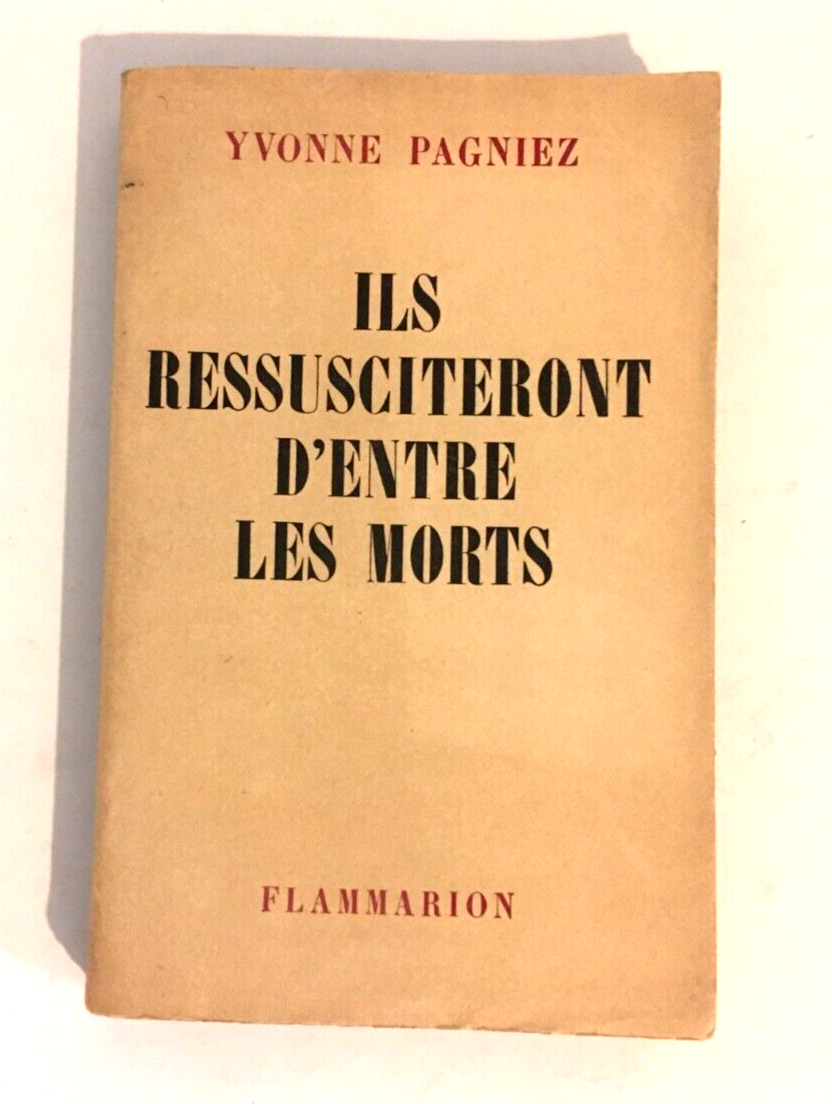 YVONNE PAGNIEZ
ILS
RESSUSCITERONT
D'ENTRE
LES MORTS
FLAMMARION